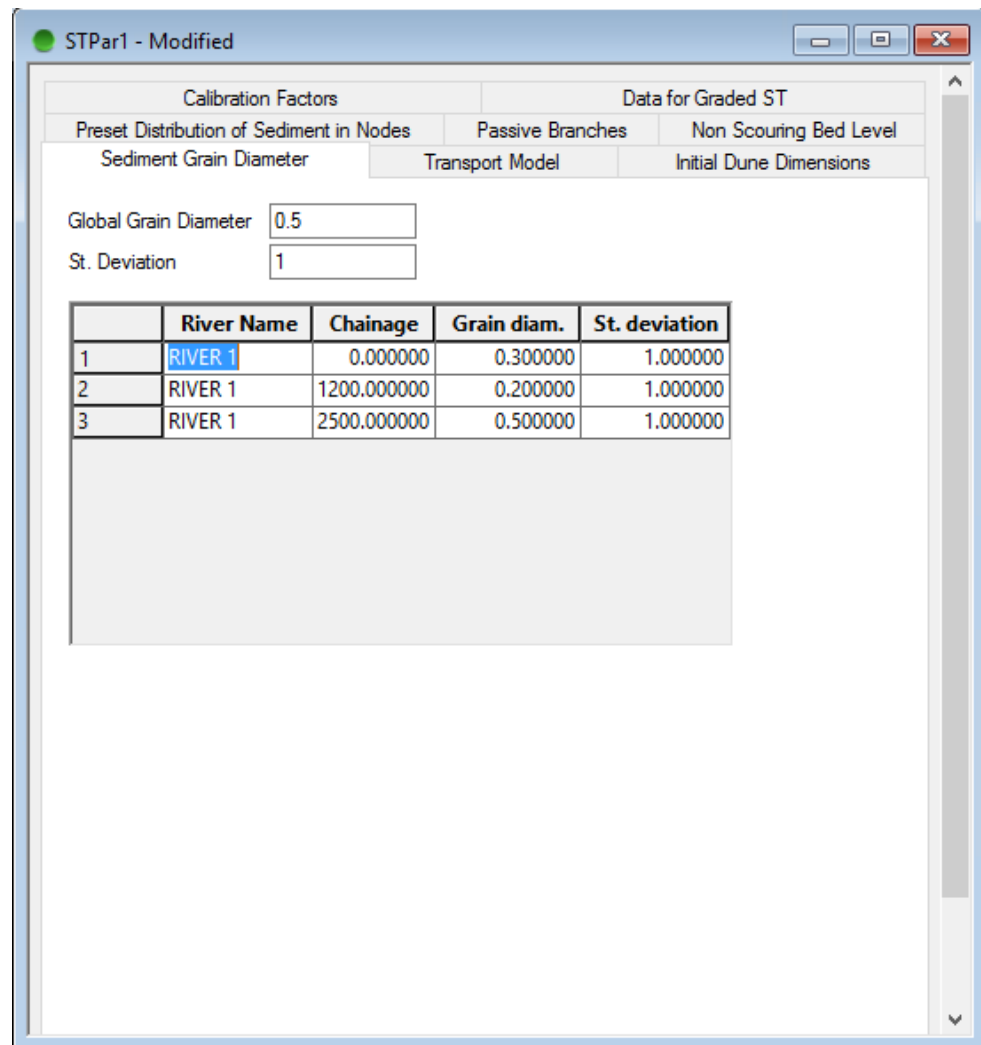 STPar1 - Modified
Calibration Factors Data for Graded ST
Preset Distribution of Sediment in Nodes Passive Branches Non Scouring Bed Level
Sediment Grain Diameter Transport Model Initial Dune Dimensions
Global Grain Diameter 0.5
St. Deviation 1
River Name Chainage Grain diam. St. deviation
1 RIVER 1 0.000000 0.300000 1.000000
2 RIVER 1 1200.000000 0.200000 1.000000
3 RIVER 1 2500.000000 0.500000 1.000000